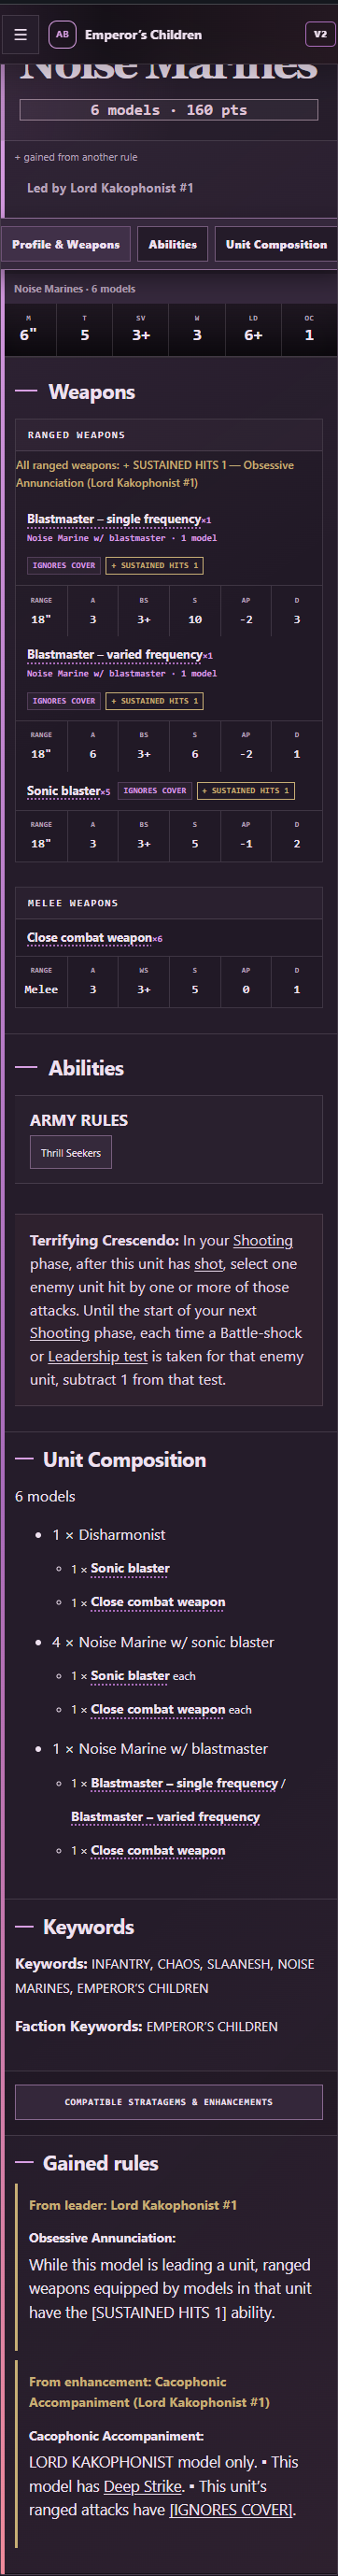 ☰ AB Emperor's Children V2
Noise Marines
6 models · 160 pts
+ gained from another rule
Led by Lord Kakophonist #1
Profile & Weapons Abilities Unit Composition
Noise Marines · 6 models
M T SV W LD OC
6" 5 3+ 3 6+ 1
Weapons
RANGED WEAPONS
All ranged weapons: + SUSTAINED HITS 1 — Obsessive
Annunciation (Lord Kakophonist #1)
Blastmaster – single frequency×1
Noise Marine w/ blastmaster · 1 model
IGNORES COVER + SUSTAINED HITS 1
RANGE A BS S AP D
18" 3 3+ 10 -2 3
Blastmaster – varied frequency×1
Noise Marine w/ blastmaster · 1 model
IGNORES COVER + SUSTAINED HITS 1
RANGE A BS S AP D
18" 6 3+ 6 -2 1
Sonic blaster×5 IGNORES COVER + SUSTAINED HITS 1
RANGE A BS S AP D
18" 3 3+ 5 -1 2
MELEE WEAPONS
Close combat weapon×6
RANGE A WS S AP D
Melee 3 3+ 5 0 1
Abilities
ARMY RULES
Thrill Seekers
Terrifying Crescendo: In your Shooting
phase, after this unit has shot, select one
enemy unit hit by one or more of those
attacks. Until the start of your next
Shooting phase, each time a Battle-shock
or Leadership test is taken for that enemy
unit, subtract 1 from that test.
Unit Composition
6 models
• 1 × Disharmonist
◦ 1 × Sonic blaster
◦ 1 × Close combat weapon
• 4 × Noise Marine w/ sonic blaster
◦ 1 × Sonic blaster each
◦ 1 × Close combat weapon each
• 1 × Noise Marine w/ blastmaster
◦ 1 × Blastmaster – single frequency /
Blastmaster – varied frequency
◦ 1 × Close combat weapon
Keywords
Keywords: INFANTRY, CHAOS, SLAANESH, NOISE
MARINES, EMPEROR'S CHILDREN
Faction Keywords: EMPEROR'S CHILDREN
COMPATIBLE STRATAGEMS & ENHANCEMENTS
Gained rules
From leader: Lord Kakophonist #1
Obsessive Annunciation:
While this model is leading a unit, ranged
weapons equipped by models in that unit
have the [SUSTAINED HITS 1] ability.
From enhancement: Cacophonic
Accompaniment (Lord Kakophonist #1)
Cacophonic Accompaniment:
LORD KAKOPHONIST model only. ▪ This
model has Deep Strike. ▪ This unit's
ranged attacks have [IGNORES COVER].